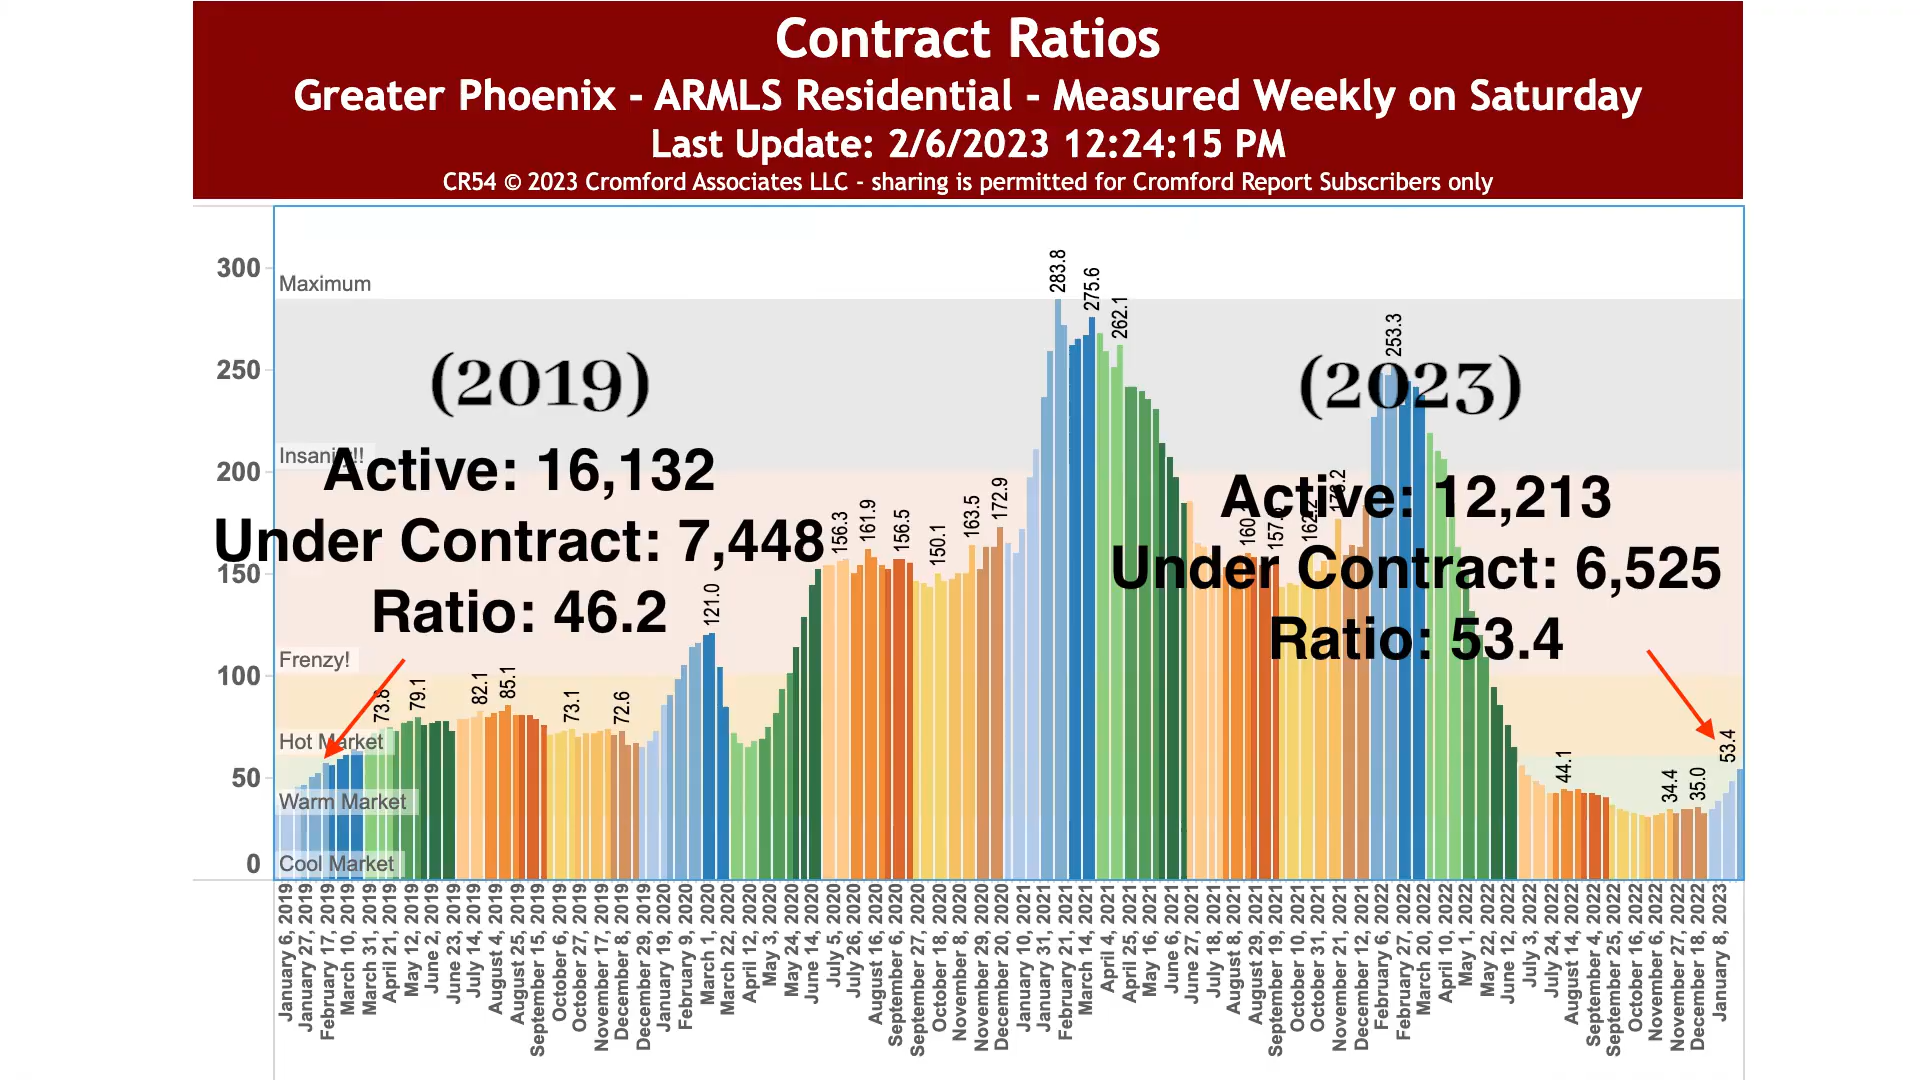 Contract Ratios
Greater Phoenix - ARMLS Residential - Measured Weekly on Saturday
Last Update: 2/6/2023 12:24:15 PM
CR54 © 2023 Cromford Associates LLC - sharing is permitted for Cromford Report Subscribers only
300
250
200
150
100
50
0
Maximum
Insanity!!!
Frenzy!
Hot Market
Warm Market
Cool Market
(2019)
Active: 16,132
Under Contract: 7,448
Ratio: 46.2
(2023)
Active: 12,213
Under Contract: 6,525
Ratio: 53.4
73.8
79.1
82.1
85.1
73.1
72.6
121.0
156.3
161.9
156.5
150.1
163.5
172.9
283.8
275.6
262.1
253.3
44.1
34.4
35.0
53.4
January 6, 2019
January 27, 2019
February 17, 2019
March 10, 2019
March 31, 2019
April 21, 2019
May 12, 2019
June 2, 2019
June 23, 2019
July 14, 2019
August 4, 2019
August 25, 2019
September 15, 2019
October 6, 2019
October 27, 2019
November 17, 2019
December 8, 2019
December 29, 2019
January 19, 2020
February 9, 2020
March 1, 2020
March 22, 2020
April 12, 2020
May 3, 2020
May 24, 2020
June 14, 2020
July 5, 2020
July 26, 2020
August 16, 2020
September 6, 2020
September 27, 2020
October 18, 2020
November 8, 2020
November 29, 2020
December 20, 2020
January 10, 2021
January 31, 2021
February 21, 2021
March 14, 2021
April 4, 2021
April 25, 2021
May 16, 2021
June 6, 2021
June 27, 2021
July 18, 2021
August 8, 2021
August 29, 2021
September 19, 2021
October 10, 2021
October 31, 2021
November 21, 2021
December 12, 2021
February 6, 2022
February 27, 2022
March 20, 2022
April 10, 2022
May 1, 2022
May 22, 2022
June 12, 2022
July 3, 2022
July 24, 2022
August 14, 2022
September 4, 2022
September 25, 2022
October 16, 2022
November 6, 2022
November 27, 2022
December 18, 2022
January 8, 2023